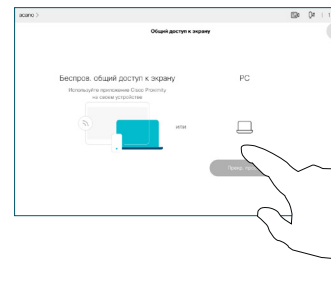 acano >
Общий доступ к экрану
Беспров. общий доступ к экрану
PC
Используйте приложение Cisco Proximity
на своем устройстве
или